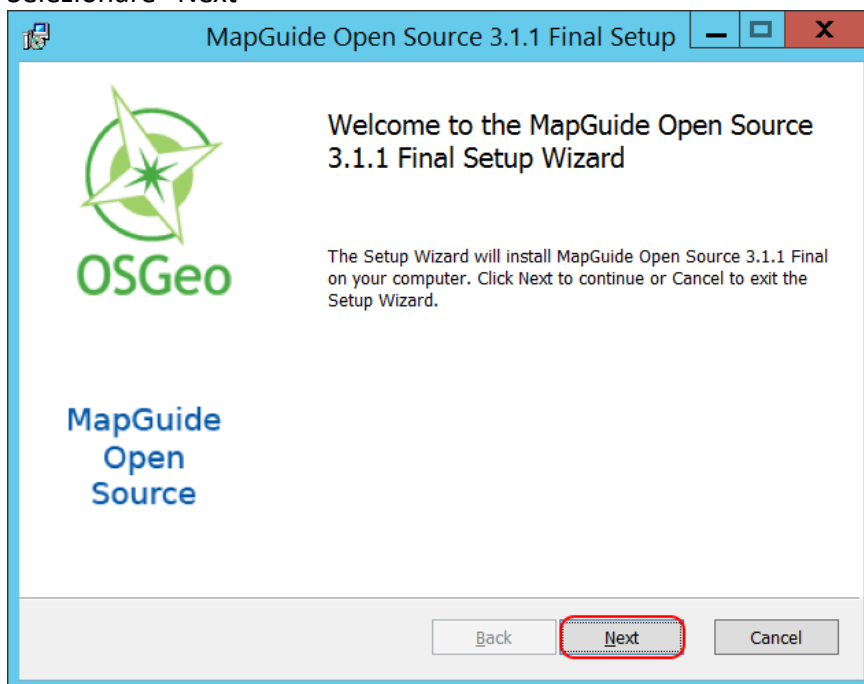 Selezionare "Next"
MapGuide Open Source 3.1.1 Final Setup
Welcome to the MapGuide Open Source
3.1.1 Final Setup Wizard
The Setup Wizard will install MapGuide Open Source 3.1.1 Final
on your computer. Click Next to continue or Cancel to exit the
Setup Wizard.
OSGeo
MapGuide
Open
Source
Back
Next
Cancel